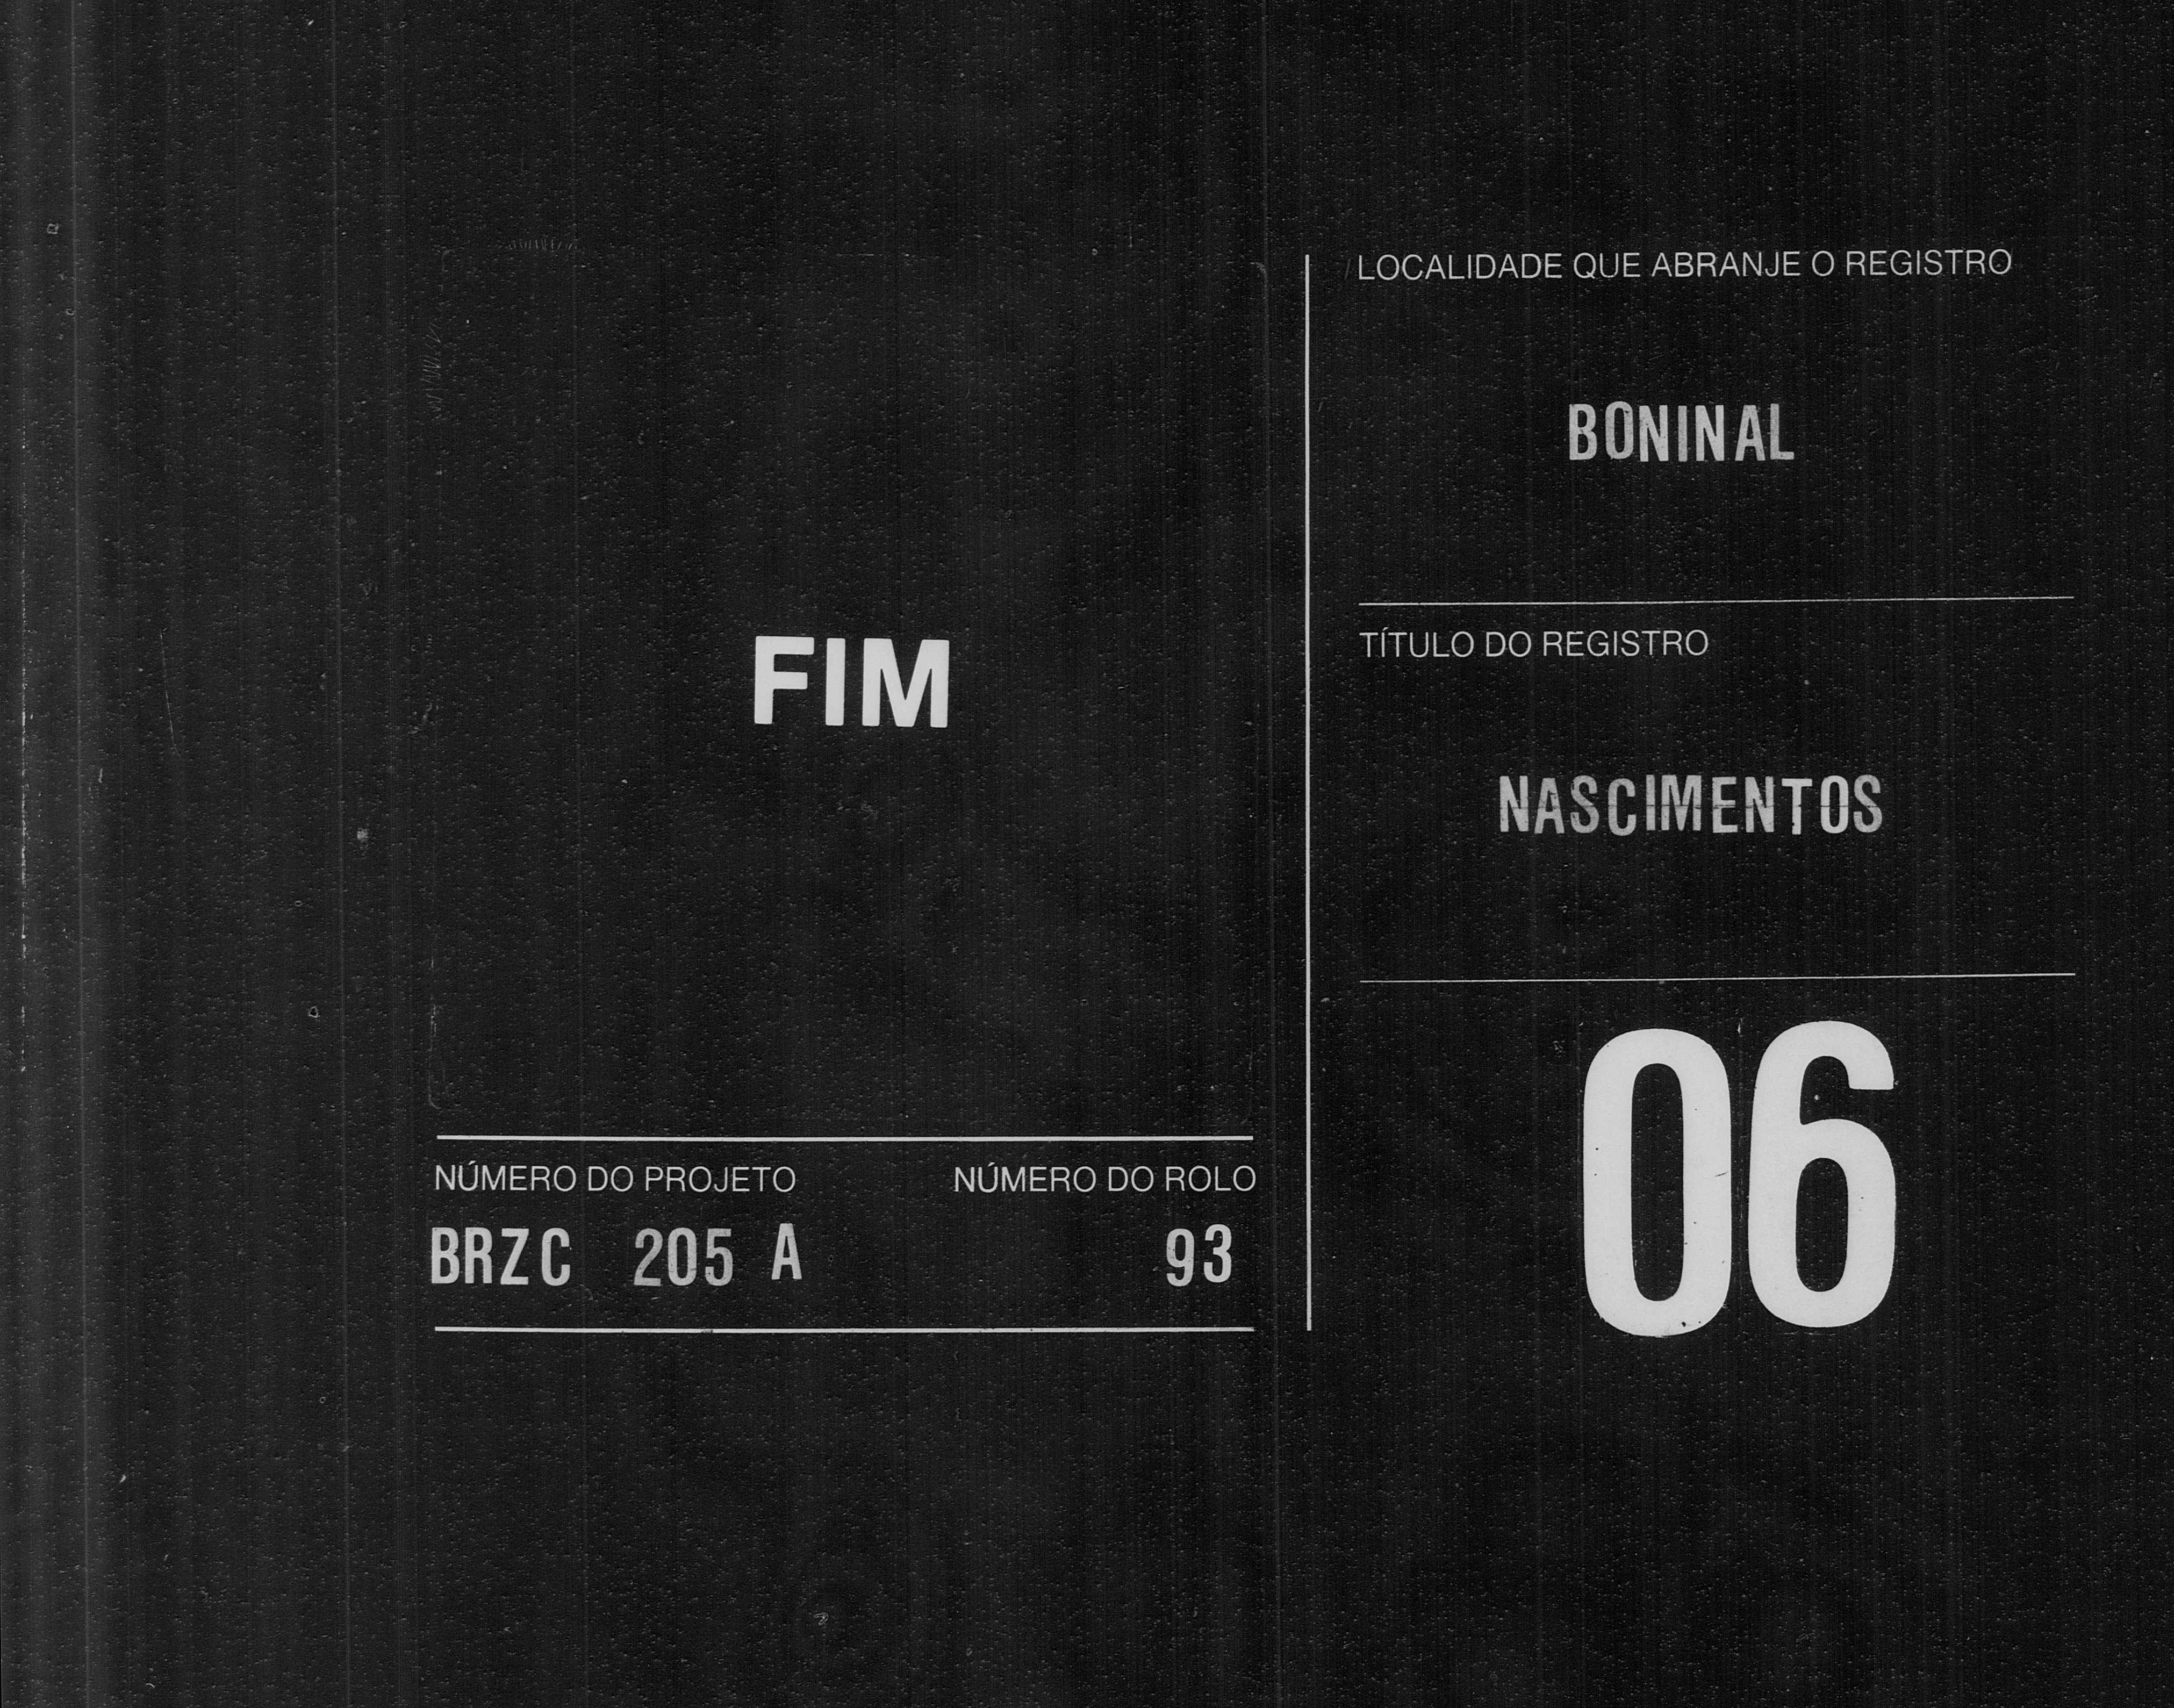 FIM
NÚMERO DO PROJETO
NÚMERO DO ROLO
BRZC 205 A
93
LOCALIDADE QUE ABRANJE O REGISTRO
BONINAL
TÍTULO DO REGISTRO
NASCIMENTOS
06